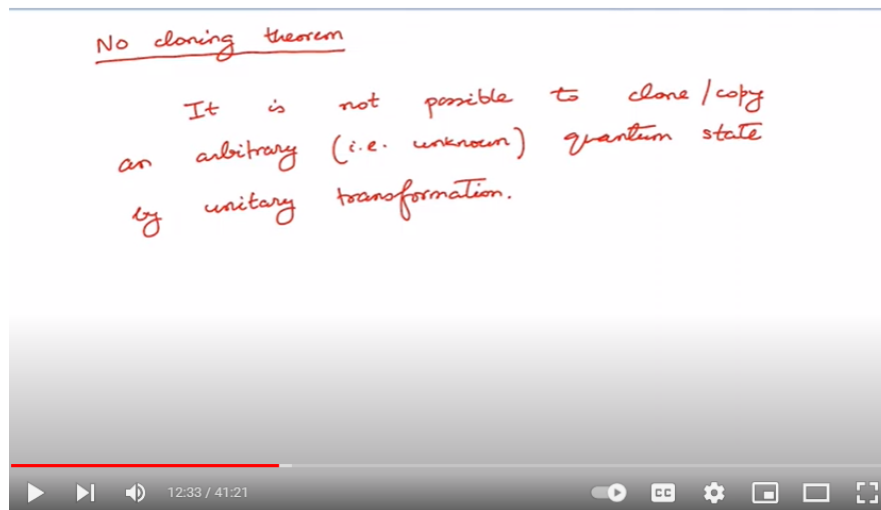 No cloning theorem
It is not possible to clone/copy
an arbitrary (i.e. unknown) quantum state
by unitary transformation.
12:33 / 41:21
CC